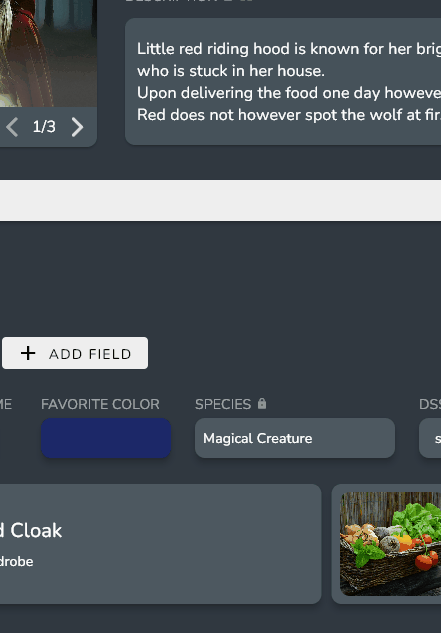 Little red riding hood is known for her brig
who is stuck in her house.
Upon delivering the food one day howeve
Red does not however spot the wolf at fir
1/3
+ ADD FIELD
ME
FAVORITE COLOR
SPECIES
DSS
Magical Creature
s
d Cloak
drobe